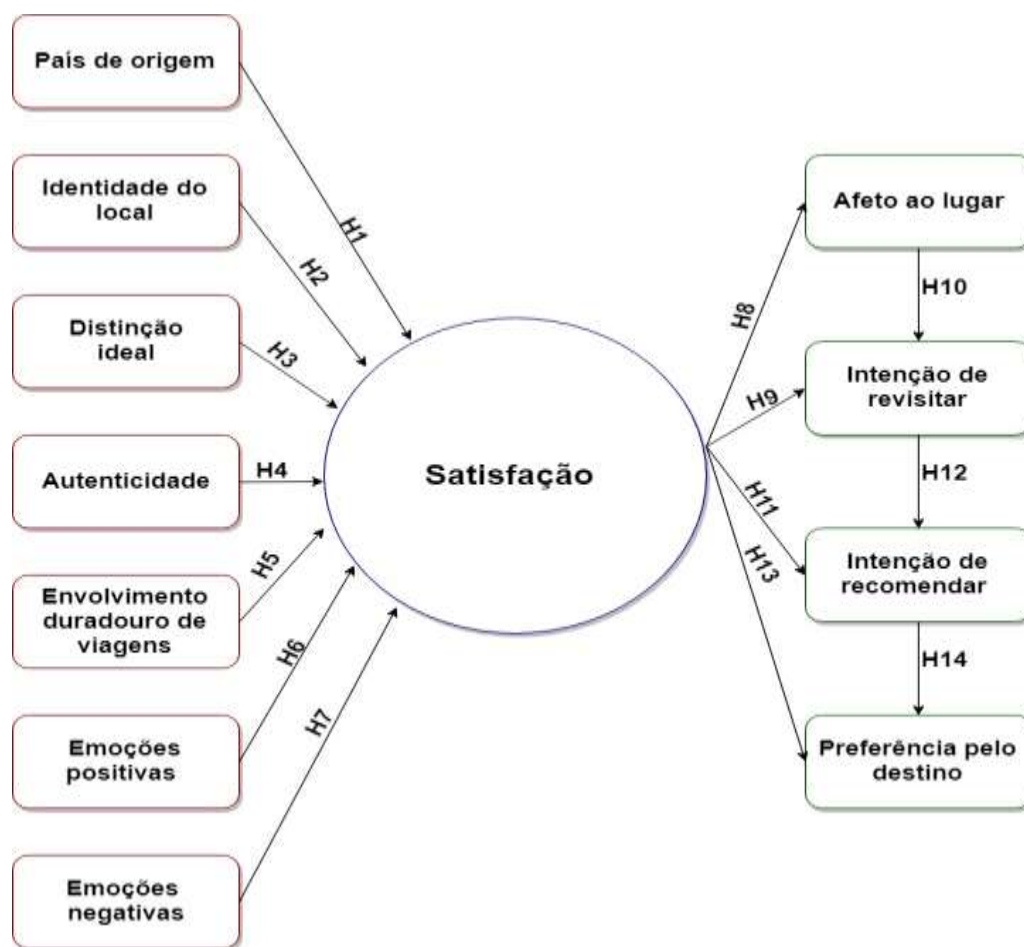 País de origem
Identidade do
local
Distinção
ideal
Autenticidade
Envolvimento
duradouro de
viagens
Emoções
positivas
Emoções
negativas
H1
H2
H3
H4
H5
H6
H7
Satisfação
H8
H9
H11
H13
Afeto ao lugar
H10
Intenção de
revisitar
H12
Intenção de
recomendar
H14
Preferência pelo
destino